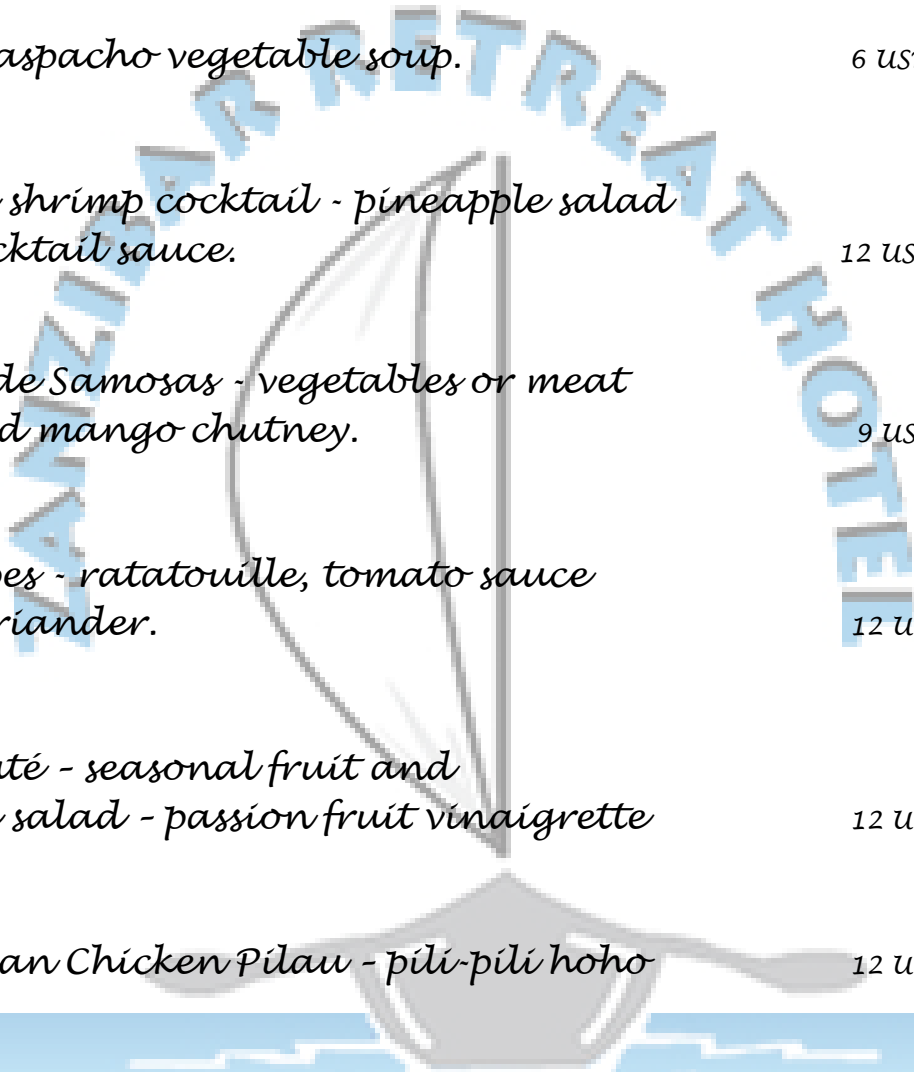 ZANZIBAR RETREAT HOTEL
aspacho vegetable soup. 6 US
shrimp cocktail - pineapple salad
cktail sauce. 12 US
de Samosas - vegetables or meat
d mango chutney. 9 US
es - ratatouille, tomato sauce
riander. 12 U
té – seasonal fruit and
salad – passion fruit vinaigrette 12 U
an Chicken Pilau – pili-pili hoho 12 U